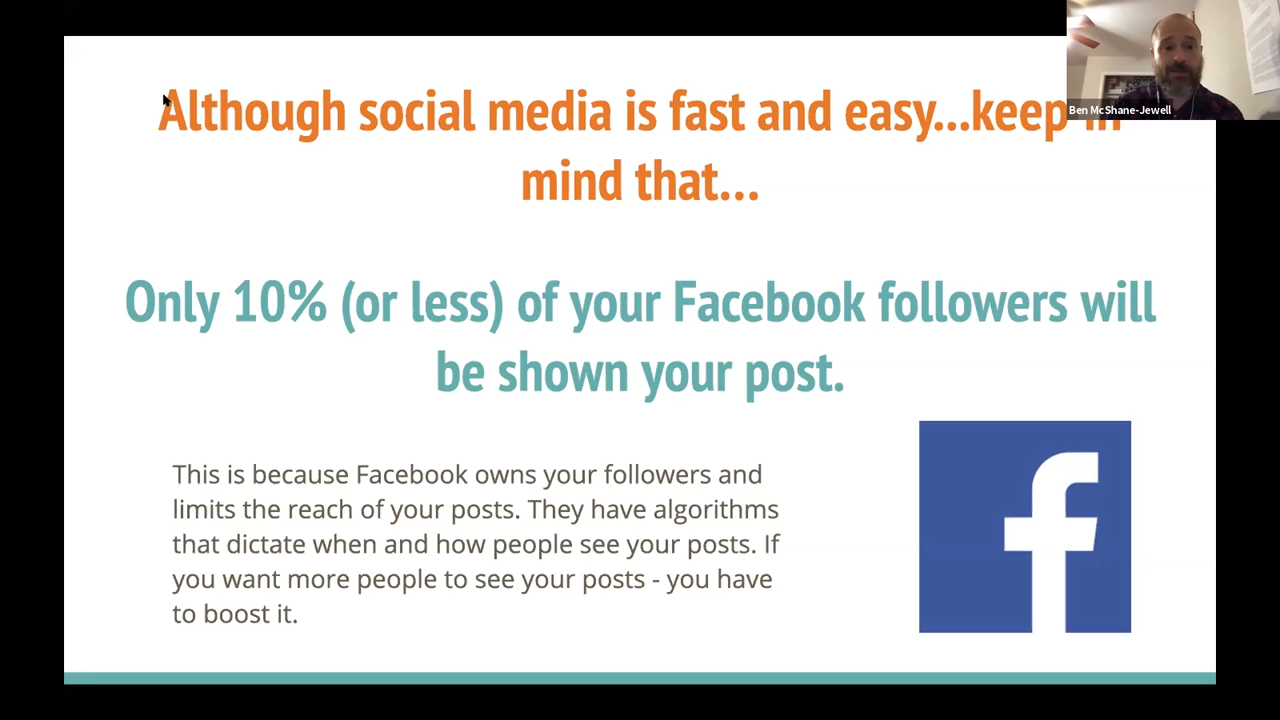 Although social media is fast and easy...keep in
mind that...
Ben McShane-Jewell
Only 10% (or less) of your Facebook followers will
be shown your post.
This is because Facebook owns your followers and
limits the reach of your posts. They have algorithms
that dictate when and how people see your posts. If
you want more people to see your posts - you have
to boost it.